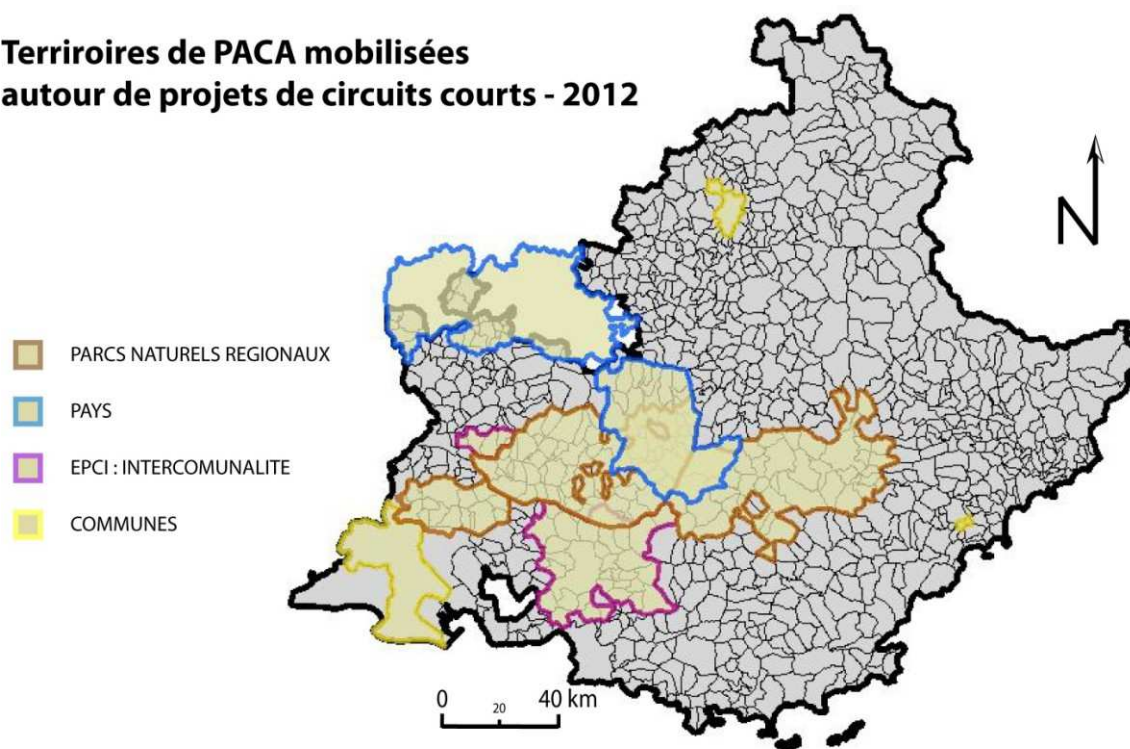 Terriroires de PACA mobilisées
autour de projets de circuits courts - 2012
N
PARCS NATURELS REGIONAUX
PAYS
EPCI : INTERCOMUNALITE
COMMUNES
0 20 40 km